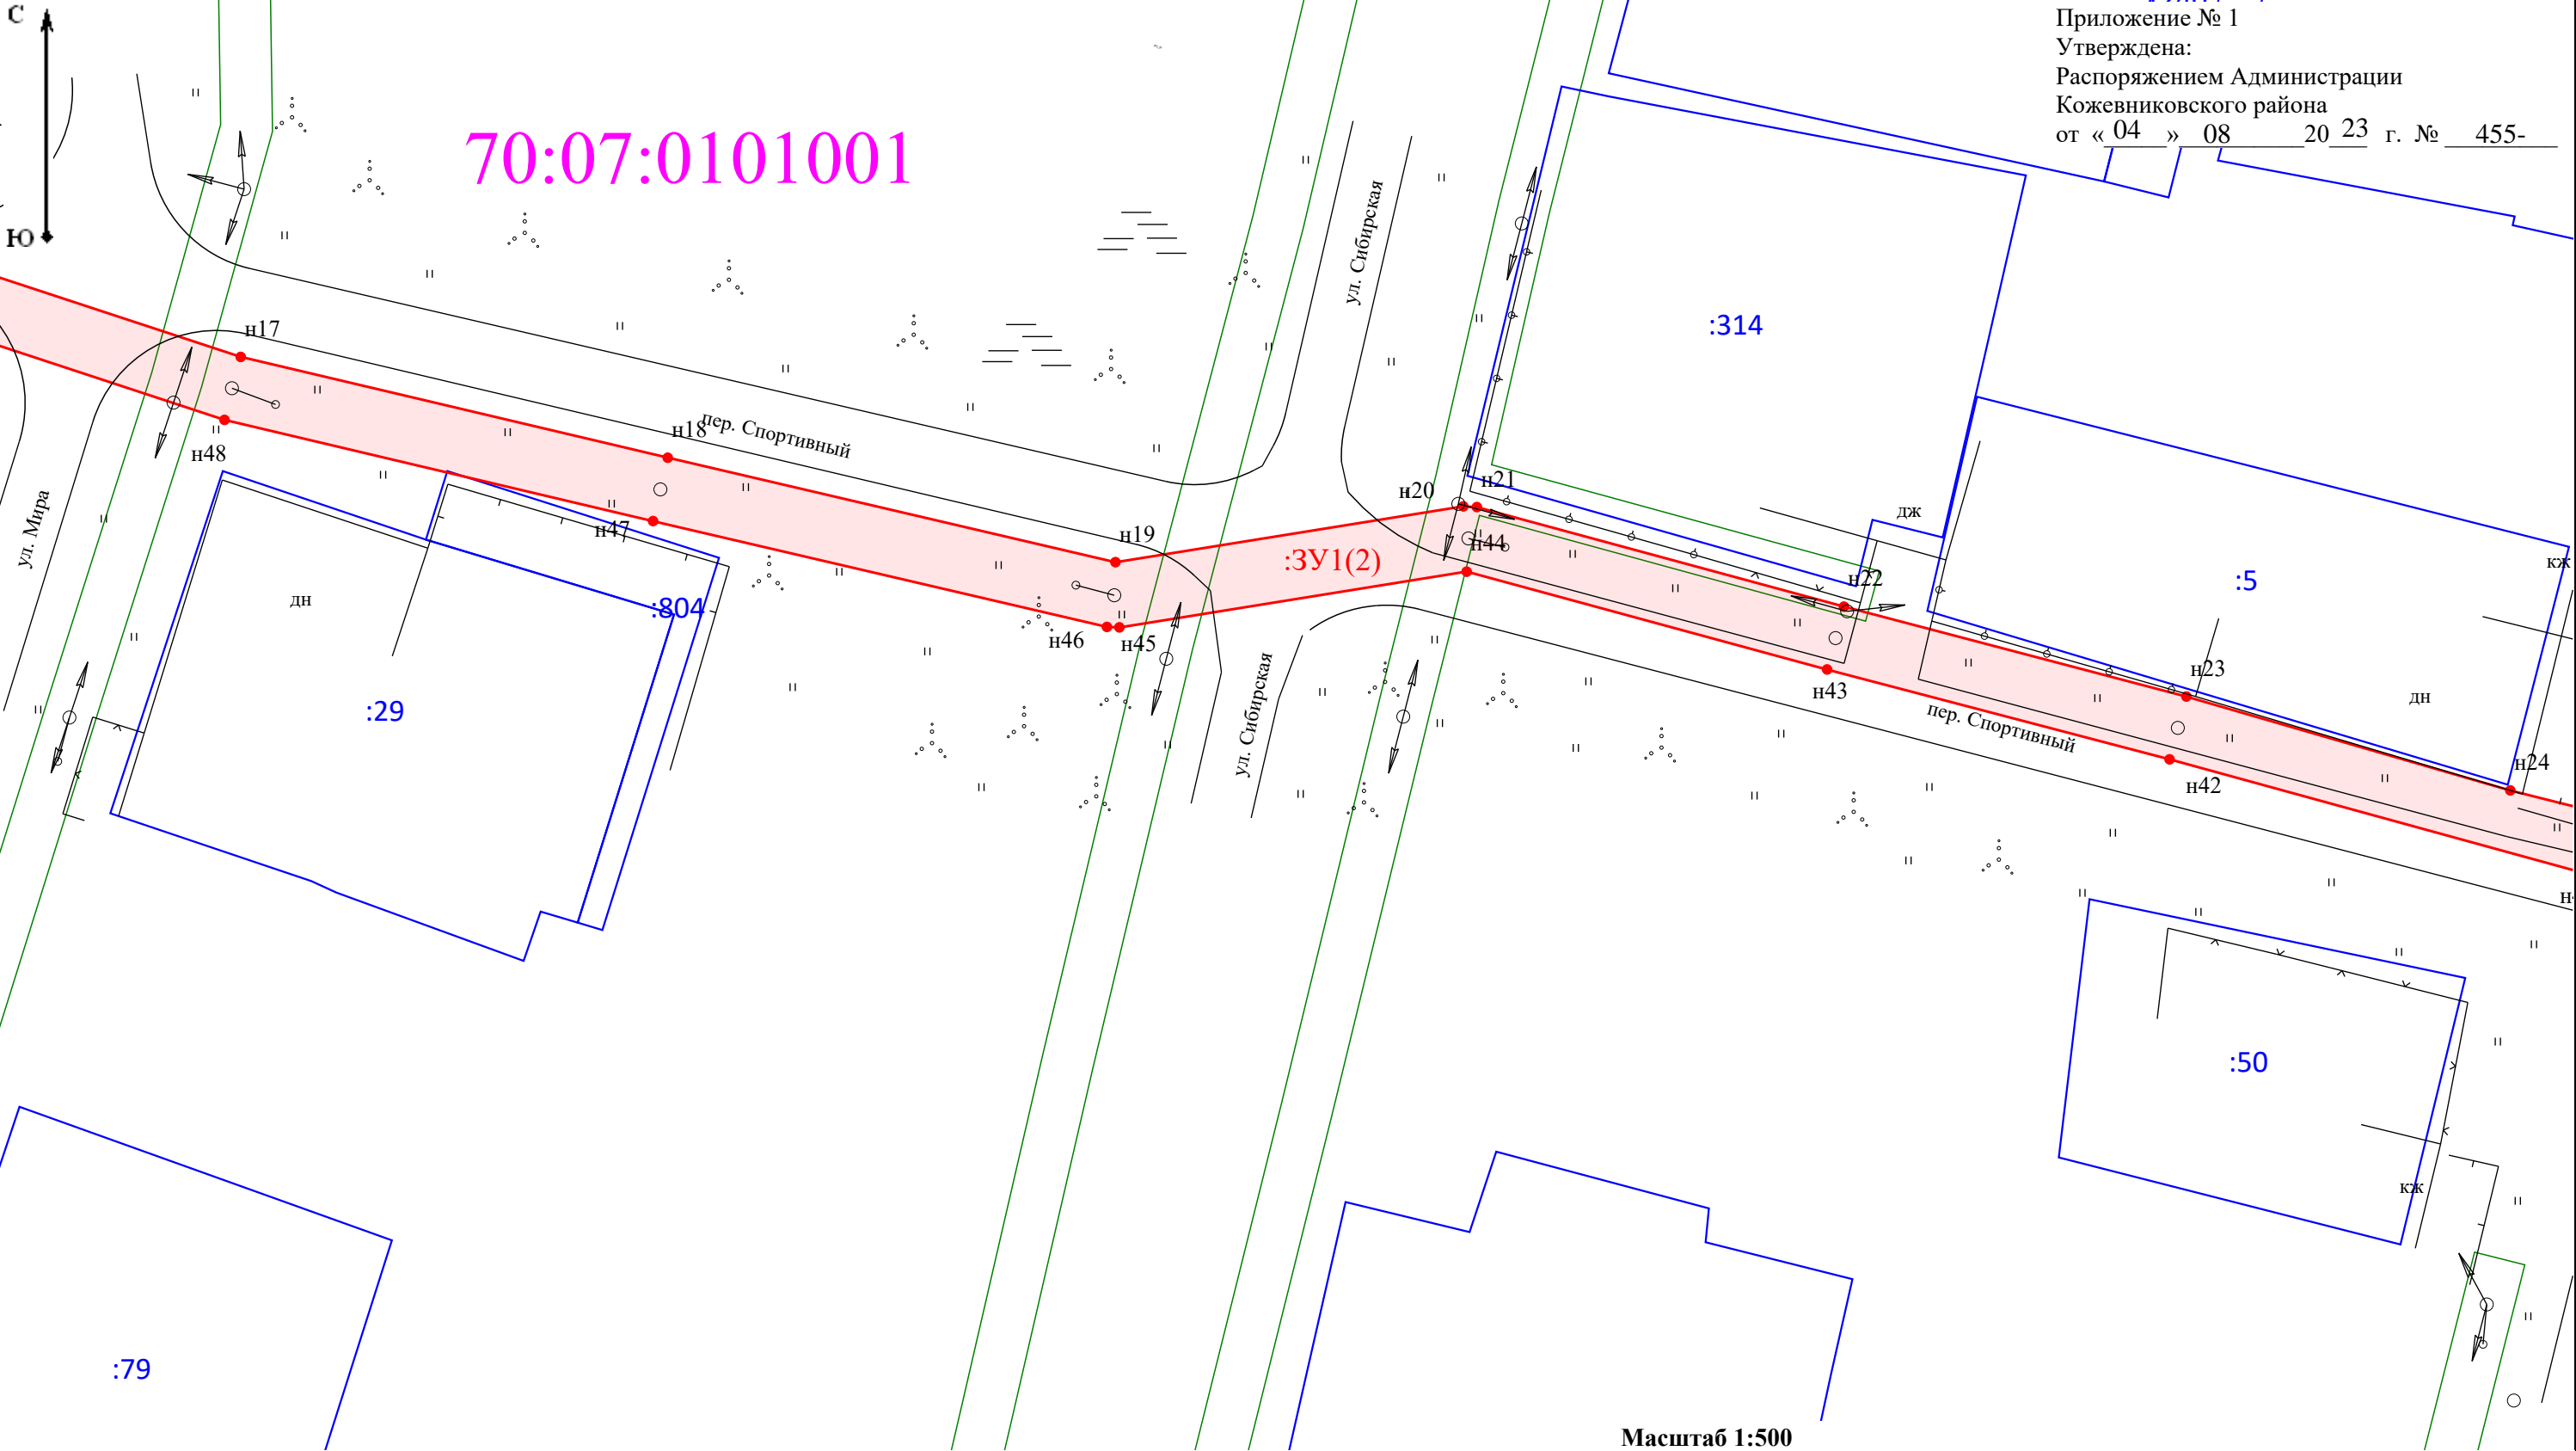 С
Ю
Приложение № 1
Утверждена:
Распоряжением Администрации
Кожевниковского района
от « 04 » 08 20 23 г. № 455-
70:07:0101001
ул. Сибирская
:314
н17
н18
пер. Спортивный
н48
н47
н19
н20
н21
н44
:ЗУ1(2)
дж
н22
кж
:5
ул. Мира
дн
:804
н46
н45
н43
н23
дн
:29
ул. Сибирская
пер. Спортивный
н42
н24
:50
кж
:79
Масштаб 1:500